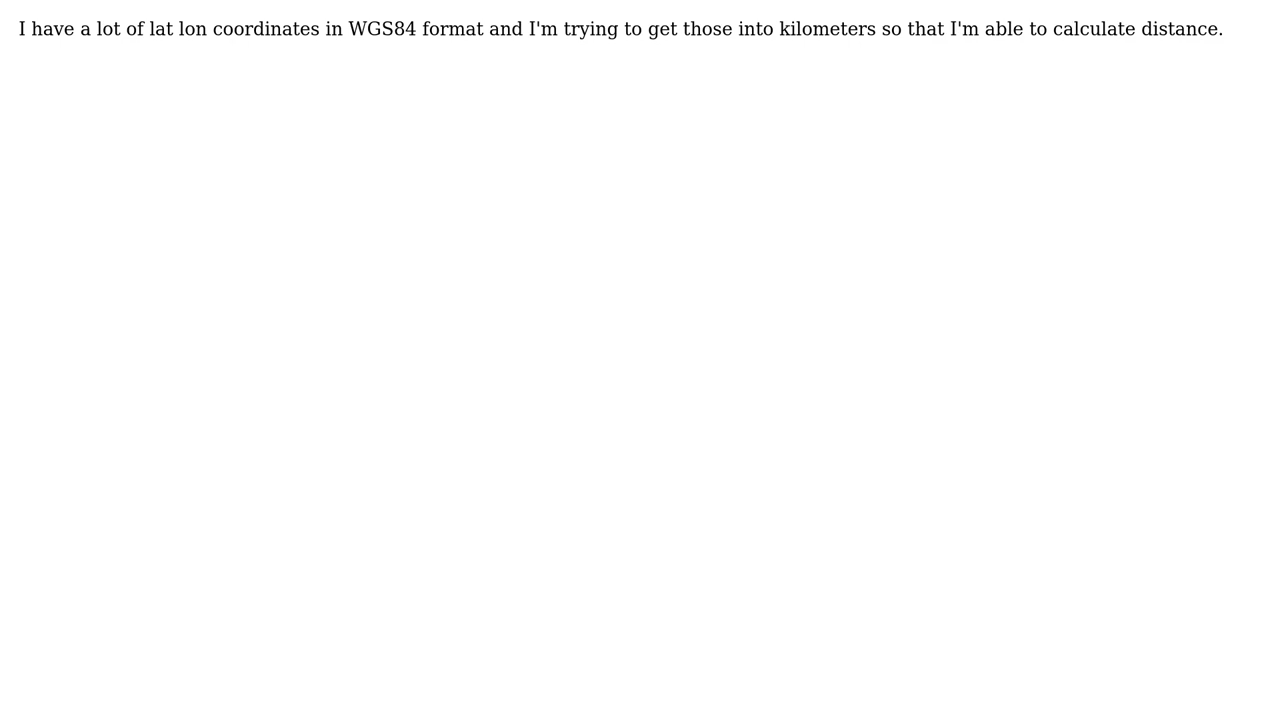 I have a lot of lat lon coordinates in WGS84 format and I'm trying to get those into kilometers so that I'm able to calculate distance.